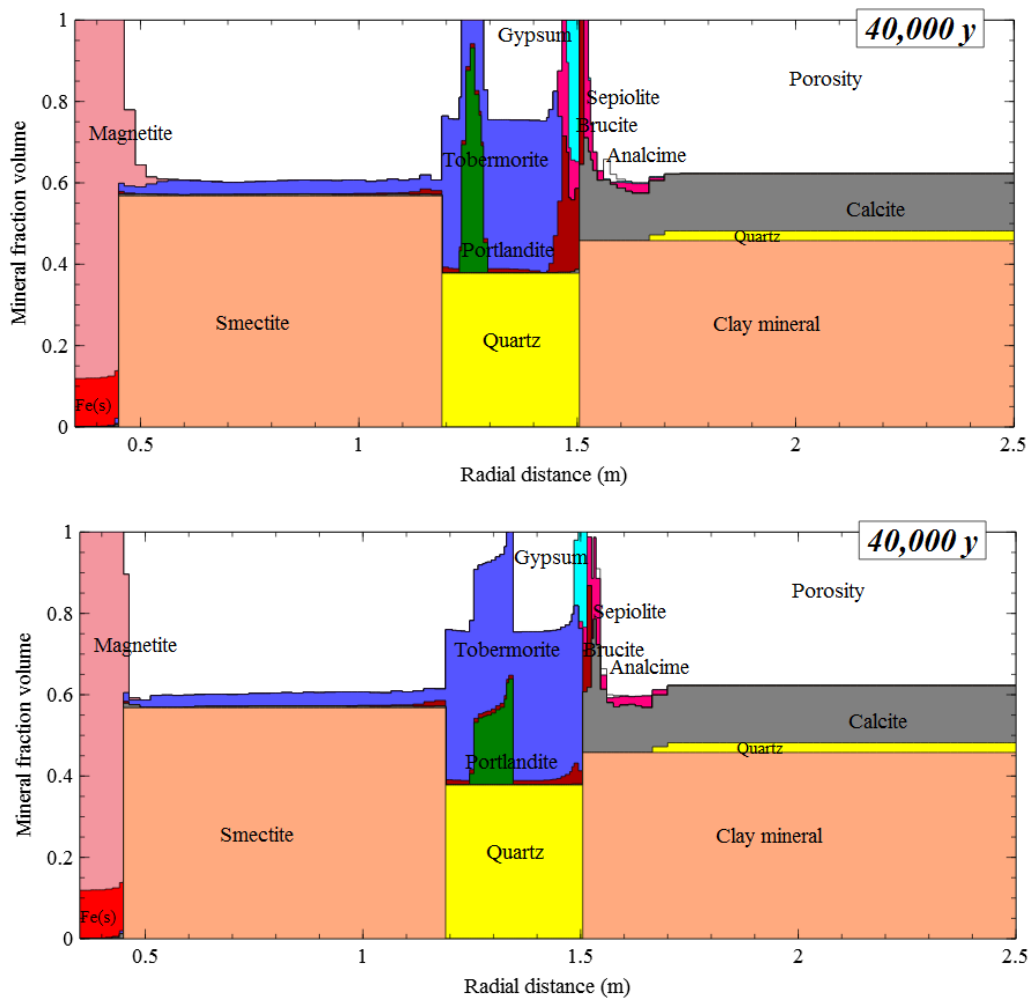 40,000 y
1
0.8
0.6
0.4
0.2
0
Mineral fraction volume
Gypsum
Porosity
Sepiolite
Magnetite
Brucite
Tobermorite
Analcime
Calcite
Portlandite
Quartz
Smectite
Clay mineral
Quartz
Fe(s)
0.5
1
1.5
2
2.5
Radial distance (m)
40,000 y
1
0.8
0.6
0.4
0.2
0
Mineral fraction volume
Gypsum
Porosity
Sepiolite
Magnetite
Tobermorite
Brucite
Analcime
Calcite
Quartz
Portlandite
Smectite
Clay mineral
Quartz
Fe(s)
0.5
1
1.5
2
2.5
Radial distance (m)